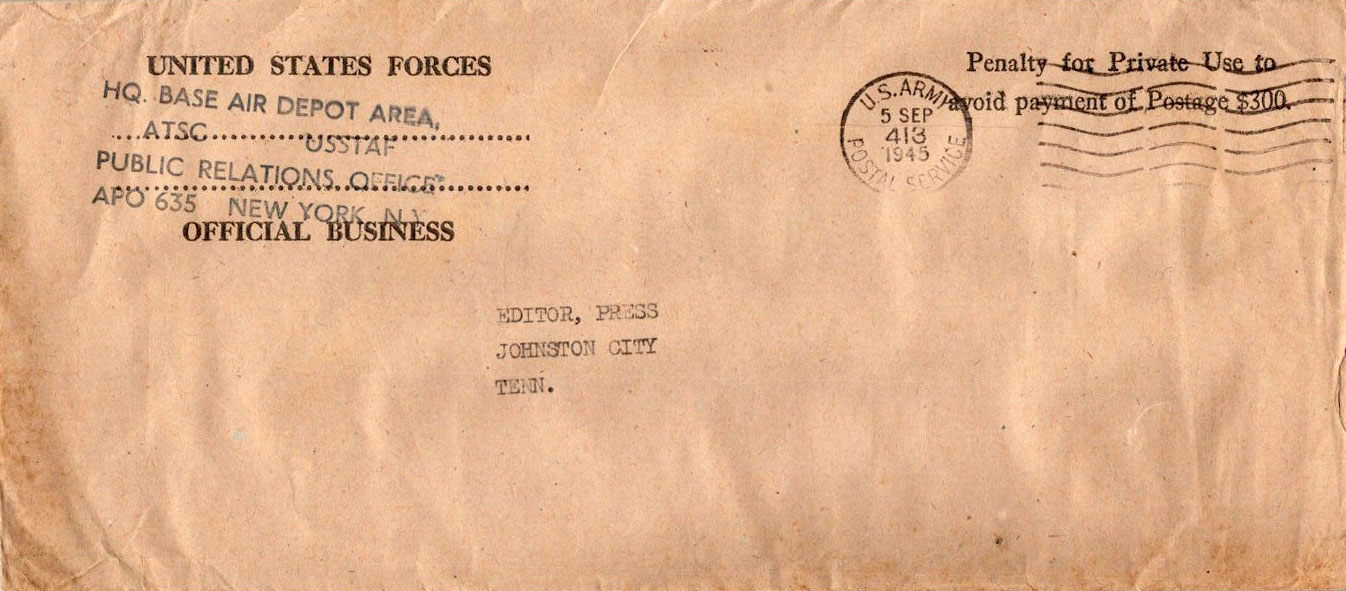 UNITED STATES FORCES
HQ. BASE AIR DEPOT AREA,
....ATSC.......... USSTAF
PUBLIC RELATIONS OFFICE
APO 635 NEW YORK, N.Y.
OFFICIAL BUSINESS
Penalty for Private Use to
avoid payment of Postage $300.
U.S. ARMY
5 SEP
413
1945
POSTAL SERVICE
EDITOR, PRESS
JOHNSTON CITY
TENN.